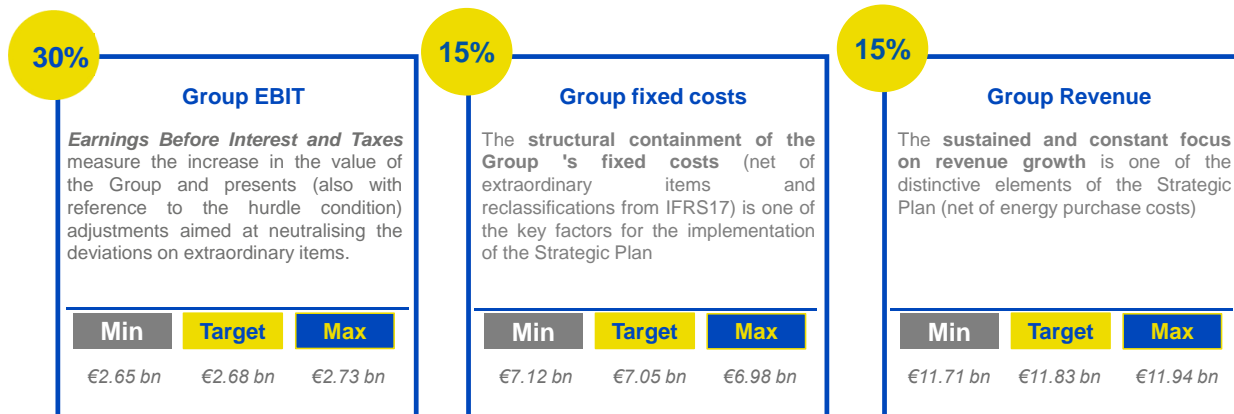 30%
Group EBIT
Earnings Before Interest and Taxes
measure the increase in the value of
the Group and presents (also with
reference to the hurdle condition)
adjustments aimed at neutralising the
deviations on extraordinary items.
Min Target Max
€2.65 bn €2.68 bn €2.73 bn
15%
Group fixed costs
The structural containment of the
Group 's fixed costs (net of
extraordinary items and
reclassifications from IFRS17) is one of
the key factors for the implementation
of the Strategic Plan
Min Target Max
€7.12 bn €7.05 bn €6.98 bn
15%
Group Revenue
The sustained and constant focus
on revenue growth is one of the
distinctive elements of the Strategic
Plan (net of energy purchase costs)
Min Target Max
€11.71 bn €11.83 bn €11.94 bn